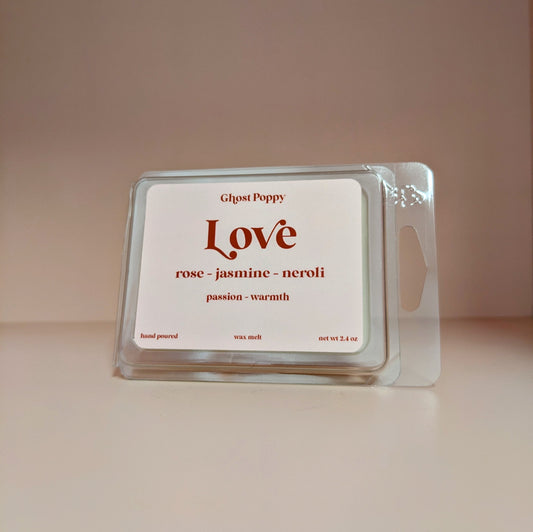 Ghost Poppy
Love
rose - jasmine - neroli
passion - warmth
hand poured wax melt net wt 2.4 oz